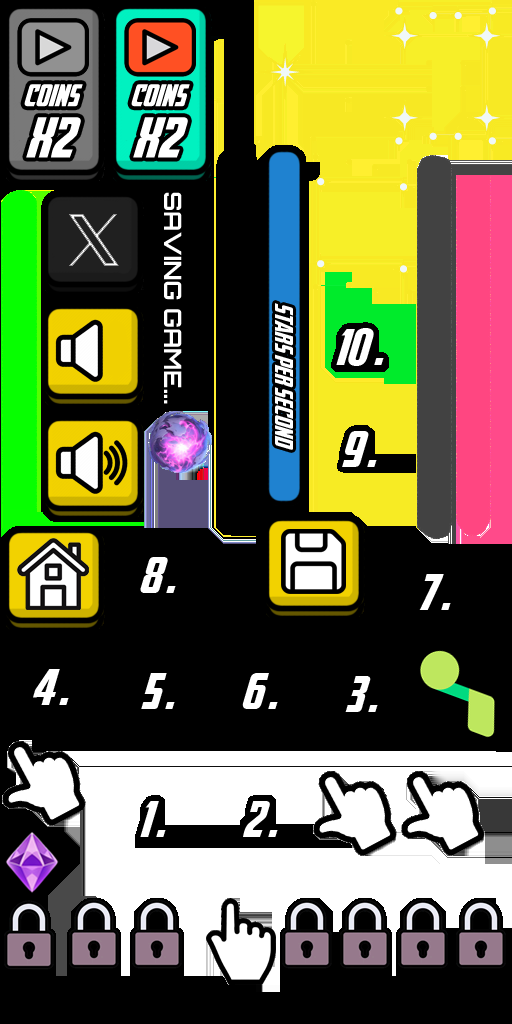 COINS
X2
COINS
X2
X
SAVING GAME...
STARS PER SECOND
10.
9.
8.
7.
4.
5.
6.
3.
1.
2.